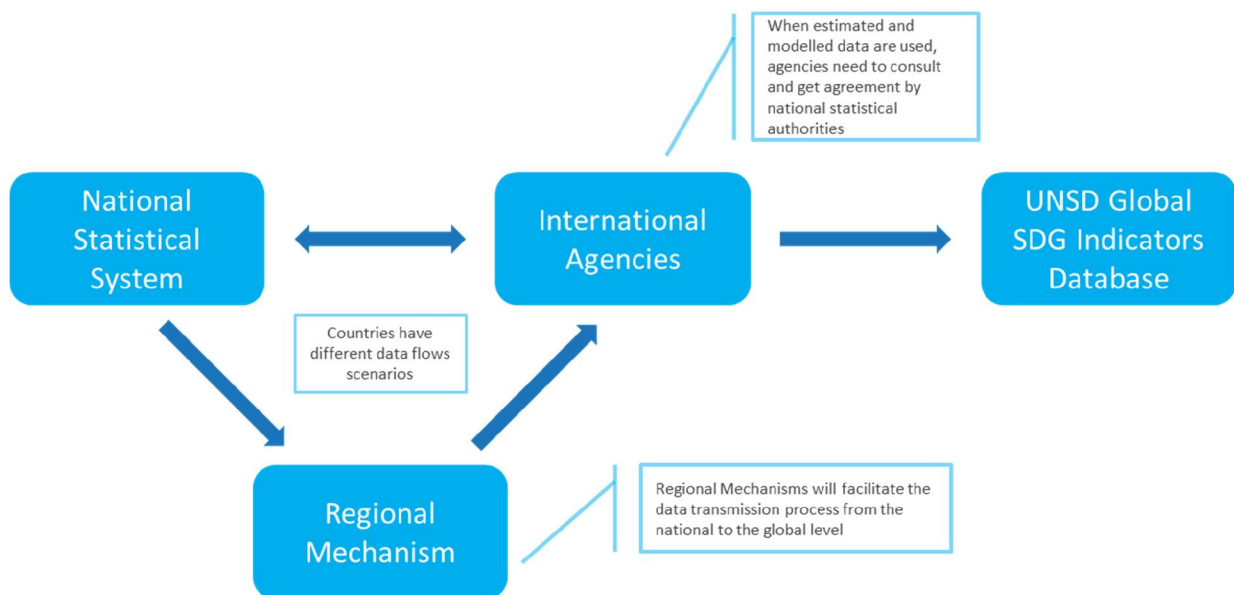 When estimated and
modelled data are used,
agencies need to consult
and get agreement by
national statistical
authorities
National
Statistical
System
International
Agencies
UNSD Global
SDG Indicators
Database
Countries have
different data flows
scenarios
Regional
Mechanism
Regional Mechanisms will facilitate the
data transmission process from the
national to the global level